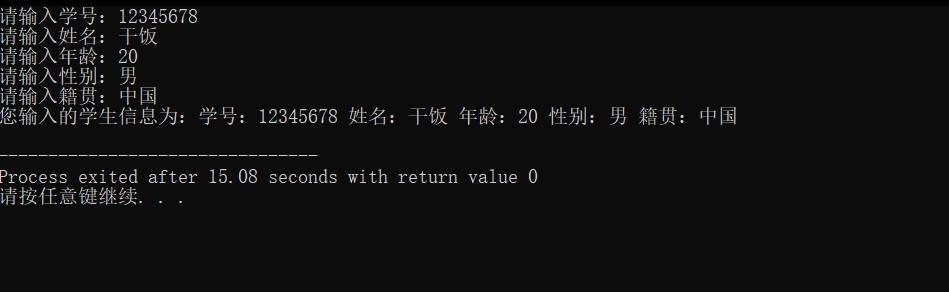 请输入学号：12345678
请输入姓名：干饭
请输入年龄：20
请输入性别：男
请输入籍贯：中国
您输入的学生信息为：学号：12345678 姓名：干饭 年龄：20 性别：男 籍贯：中国
--------------------------------
Process exited after 15.08 seconds with return value 0
请按任意键继续. . .